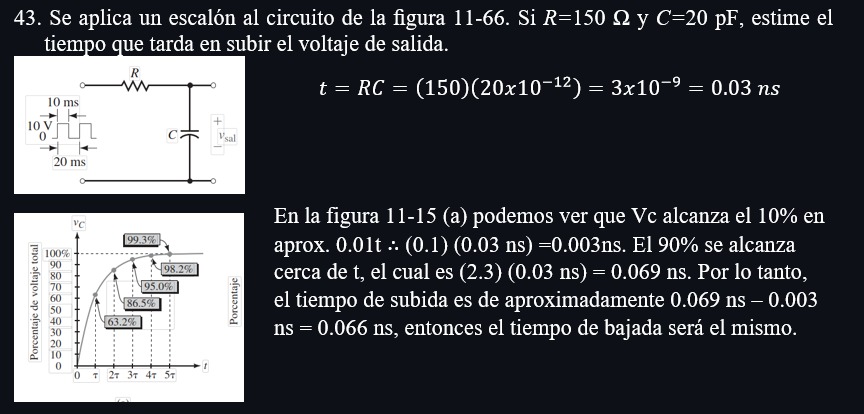 43. Se aplica un escalón al circuito de la figura 11-66. Si R=150 Ω y C=20 pF, estime el
tiempo que tarda en subir el voltaje de salida.
t = RC = (150)(20x10⁻¹²) = 3x10⁻⁹ = 0.03 ns
R
10 ms
10 V
0
C
+
vsal
−
20 ms
En la figura 11-15 (a) podemos ver que Vc alcanza el 10% en
aprox. 0.01t ∴ (0.1) (0.03 ns) =0.003ns. El 90% se alcanza
cerca de t, el cual es (2.3) (0.03 ns) = 0.069 ns. Por lo tanto,
el tiempo de subida es de aproximadamente 0.069 ns – 0.003
ns = 0.066 ns, entonces el tiempo de bajada será el mismo.
vC
Porcentaje de voltaje total
100%
90
80
70
60
50
40
30
20
10
0
99.3%
98.2%
95.0%
86.5%
63.2%
Porcentaje
0 τ 2τ 3τ 4τ 5τ
t